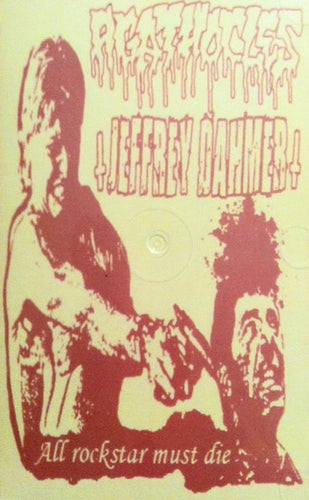 AGATHOCLES
†JEFFREY DAHMER†
All rockstar must die